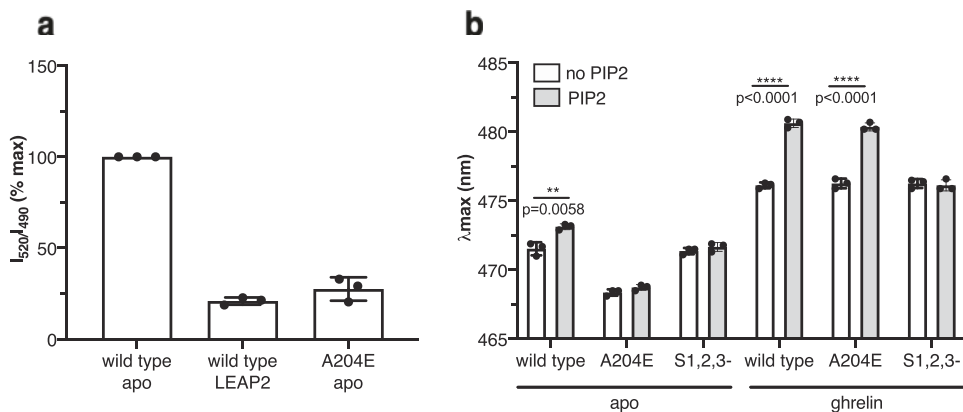 a
I520/I490 (% max)
150
100
50
0
wild type
apo
wild type
LEAP2
A204E
apo
b
λmax (nm)
485
480
475
470
465
no PIP2
PIP2
**
p=0.0058
****
p<0.0001
****
p<0.0001
wild type
A204E
S1,2,3-
wild type
A204E
S1,2,3-
apo
ghrelin